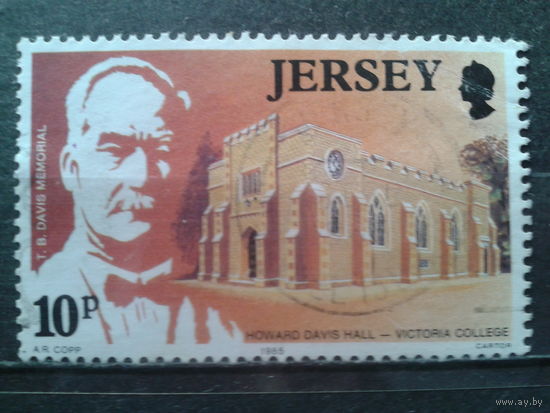 JERSEY
T. B. DAVIS MEMORIAL
10P
HOWARD DAVIS HALL – VICTORIA COLLEGE
A.R. COPP
1985
CARTOR
www.ay.by